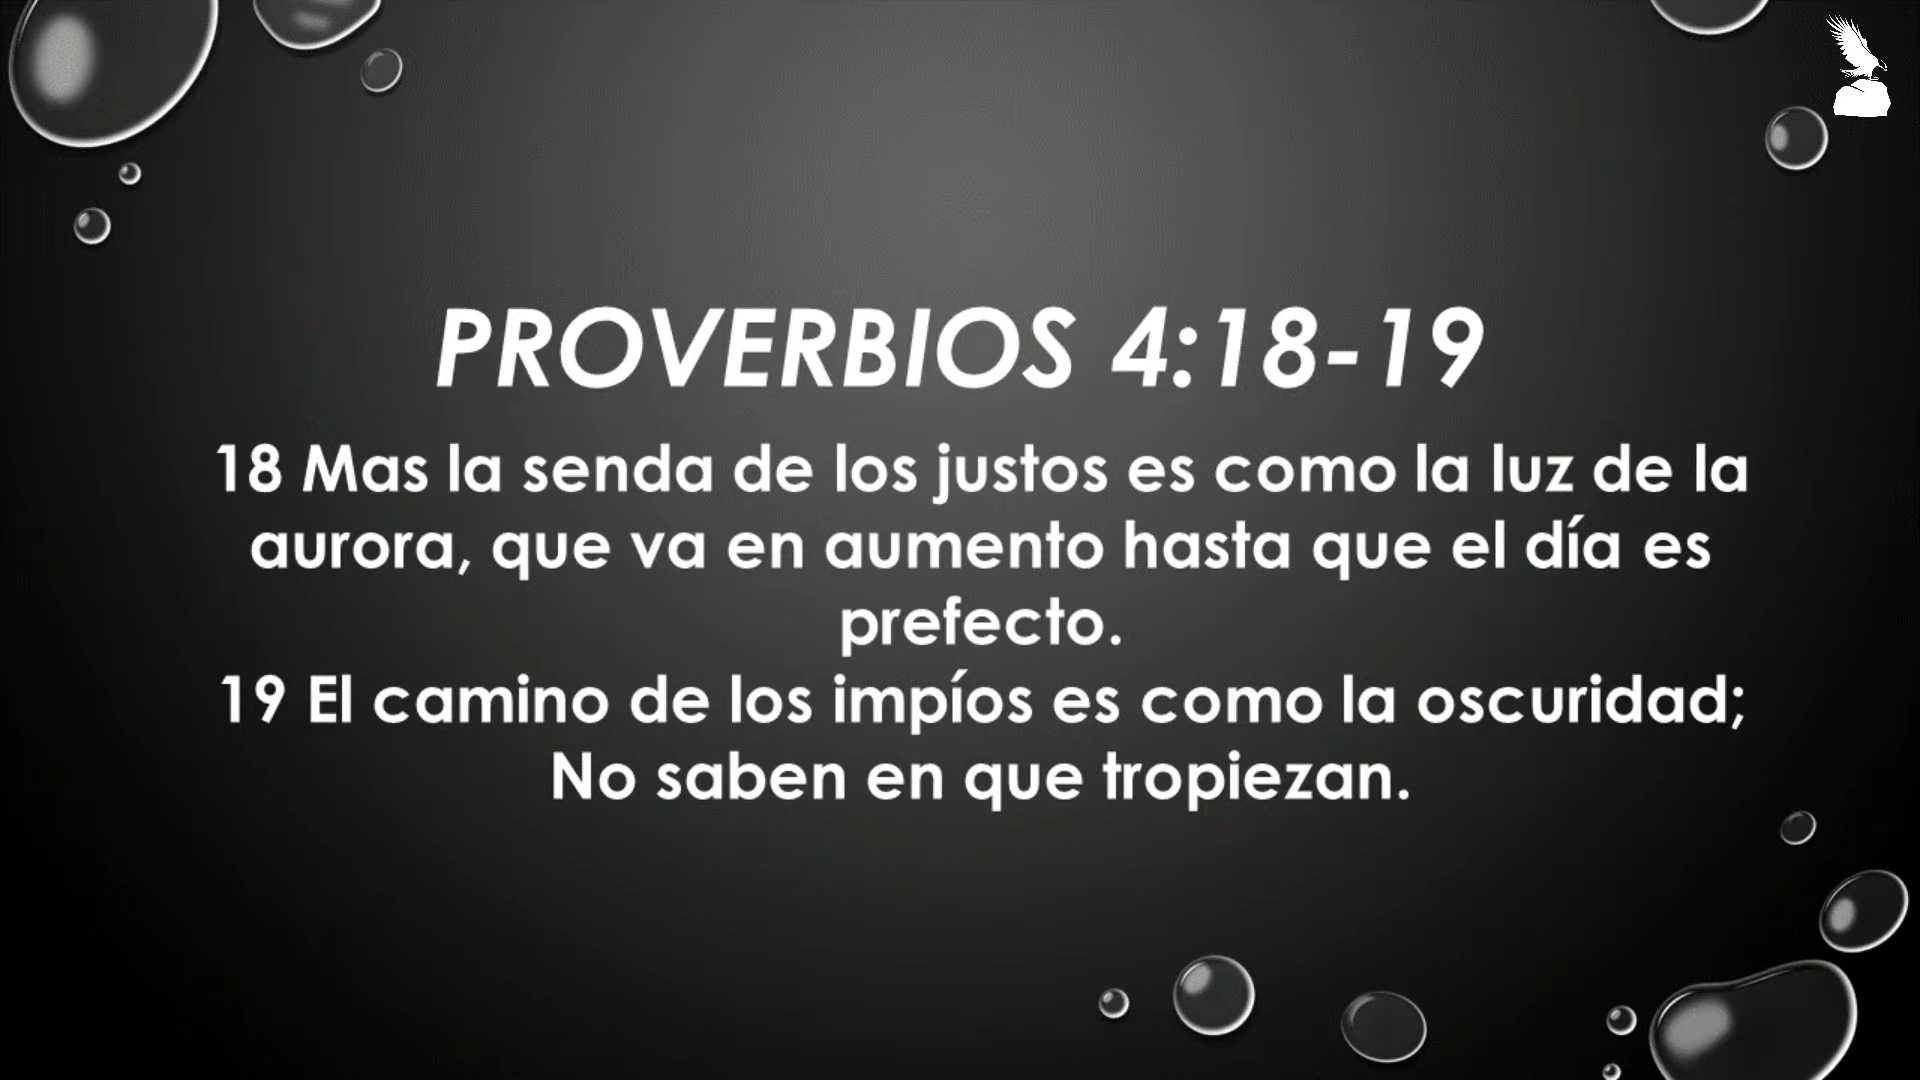 PROVERBIOS 4:18-19
18 Mas la senda de los justos es como la luz de la
aurora, que va en aumento hasta que el día es
prefecto.
19 El camino de los impíos es como la oscuridad;
No saben en que tropiezan.